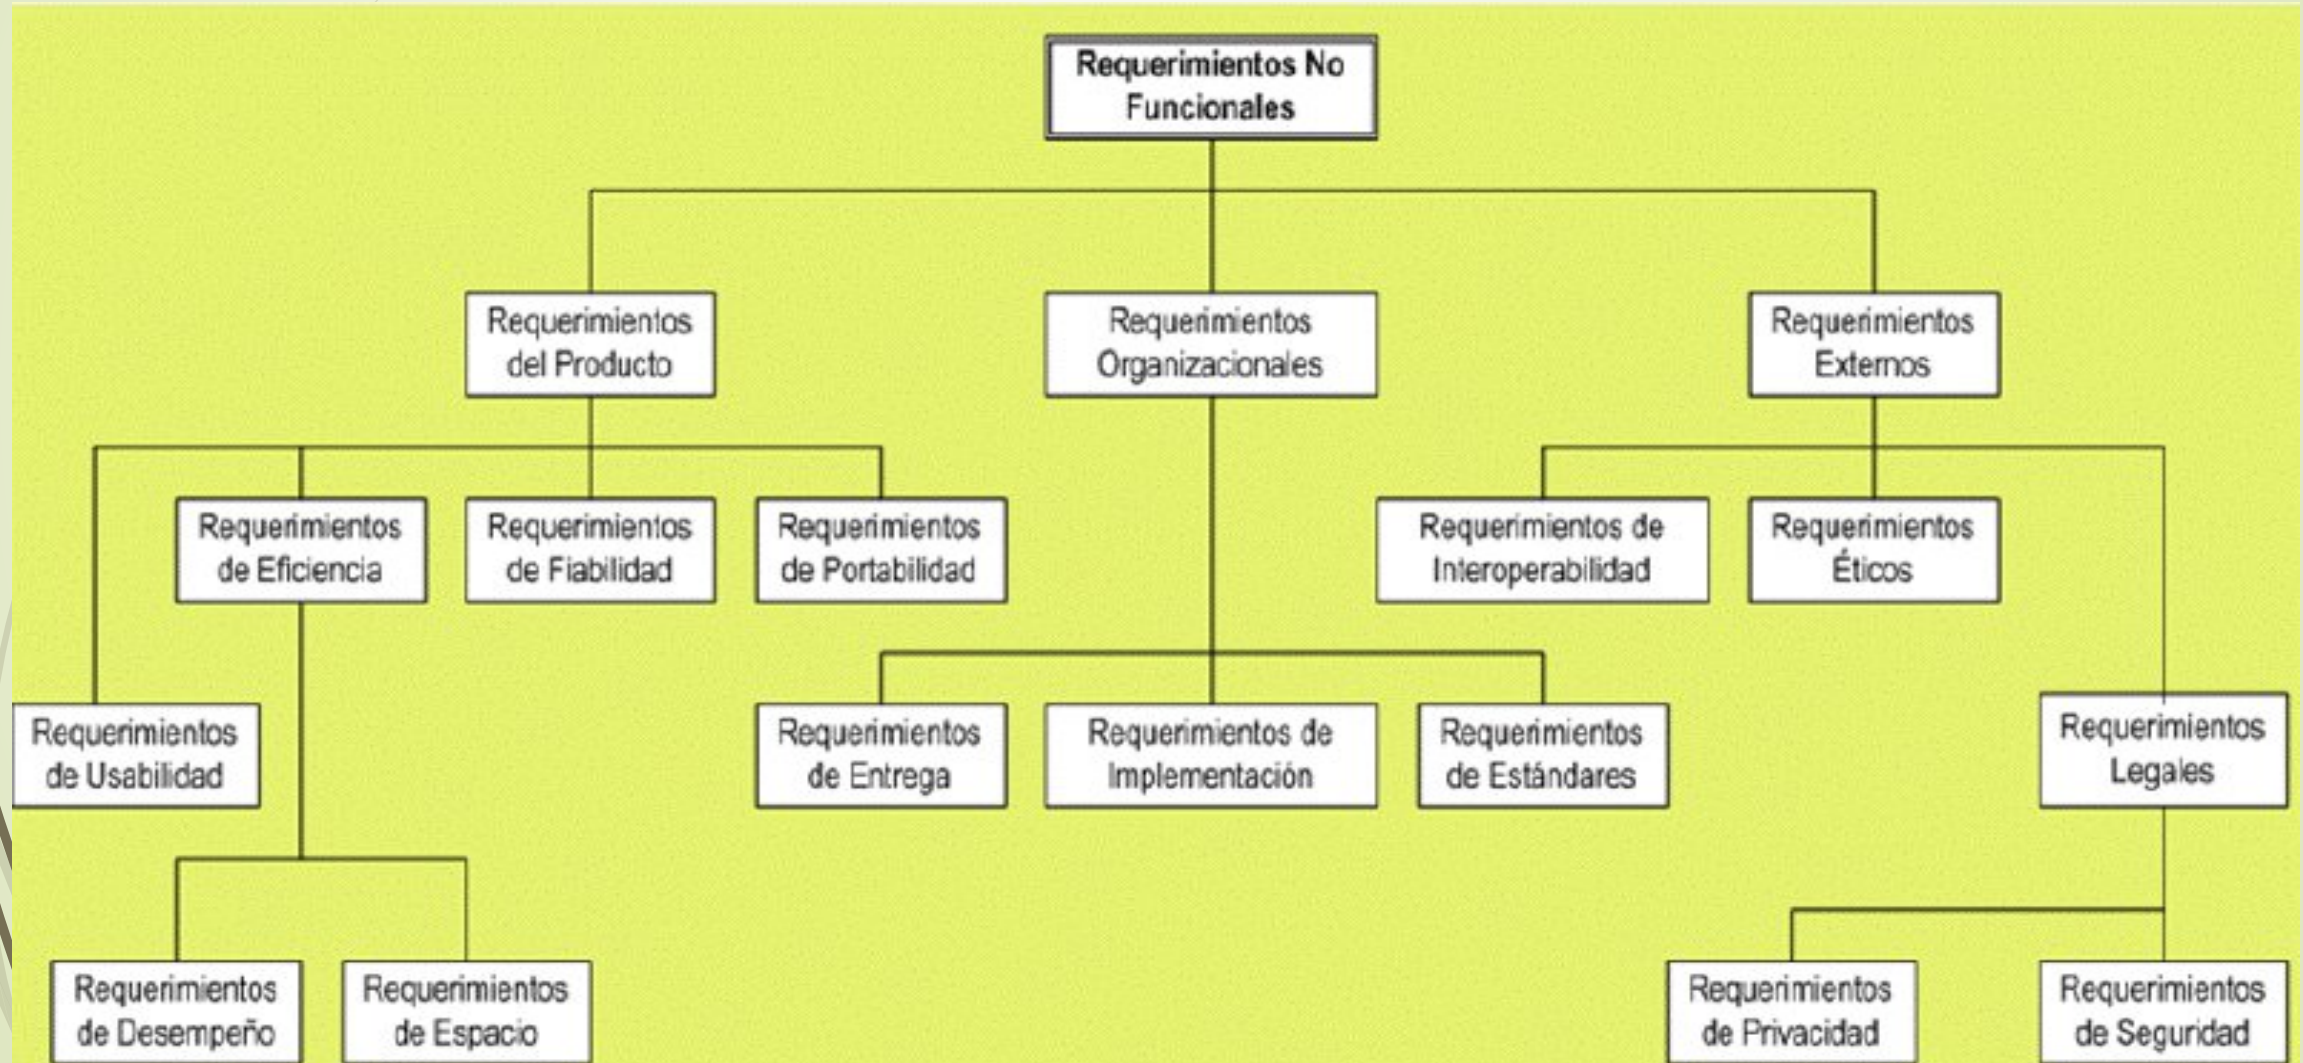 Requerimientos No
Funcionales
Requerimientos
del Producto
Requerimientos
Organizacionales
Requerimientos
Externos
Requerimientos
de Eficiencia
Requerimientos
de Fiabilidad
Requerimientos
de Portabilidad
Requerimientos de
Interoperabilidad
Requerimientos
Éticos
Requerimientos
de Usabilidad
Requerimientos
de Entrega
Requerimientos de
Implementación
Requerimientos
de Estándares
Requerimientos
Legales
Requerimientos
de Desempeño
Requerimientos
de Espacio
Requerimientos
de Privacidad
Requerimientos
de Seguridad